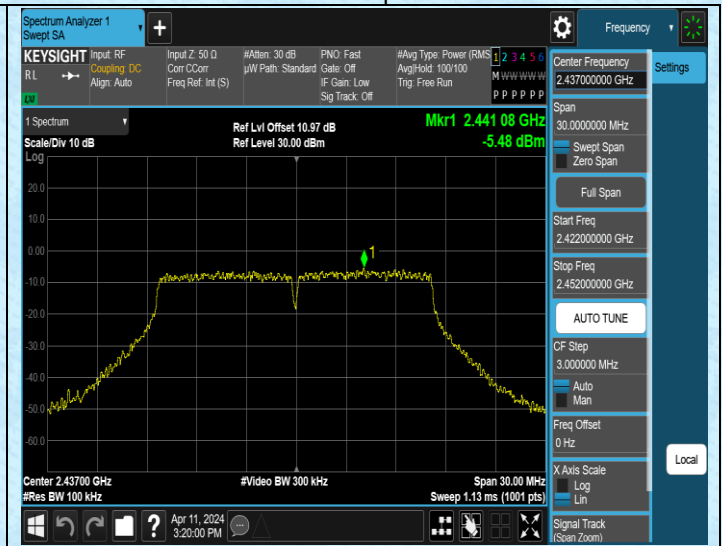 Spectrum Analyzer 1
Swept SA
+
Frequency
KEYSIGHT
RL
Input: RF
Coupling: DC
Align: Auto
Input Z: 50 Ω
Corr CCorr
Freq Ref: Int (S)
#Atten: 30 dB
µW Path: Standard
PNO: Fast
Gate: Off
IF Gain: Low
Sig Track: Off
#Avg Type: Power (RMS
Avg|Hold: 100/100
Trig: Free Run
1 2 3 4 5 6
M W W W W W
P P P P P P
1 Spectrum
Scale/Div 10 dB
Log
Ref Lvl Offset 10.97 dB
Ref Level 30.00 dBm
Mkr1 2.441 08 GHz
-5.48 dBm
20.0
10.0
0.00
-10.0
-20.0
-30.0
-40.0
-50.0
-60.0
1
Center 2.43700 GHz
#Res BW 100 kHz
#Video BW 300 kHz
Span 30.00 MHz
Sweep 1.13 ms (1001 pts)
Apr 11, 2024
3:20:00 PM
?
Center Frequency
2.437000000 GHz
Settings
Span
30.0000000 MHz
Swept Span
Zero Span
Full Span
Start Freq
2.422000000 GHz
Stop Freq
2.452000000 GHz
AUTO TUNE
CF Step
3.000000 MHz
Auto
Man
Freq Offset
0 Hz
X Axis Scale
Log
Lin
Local
Signal Track
(Span Zoom)